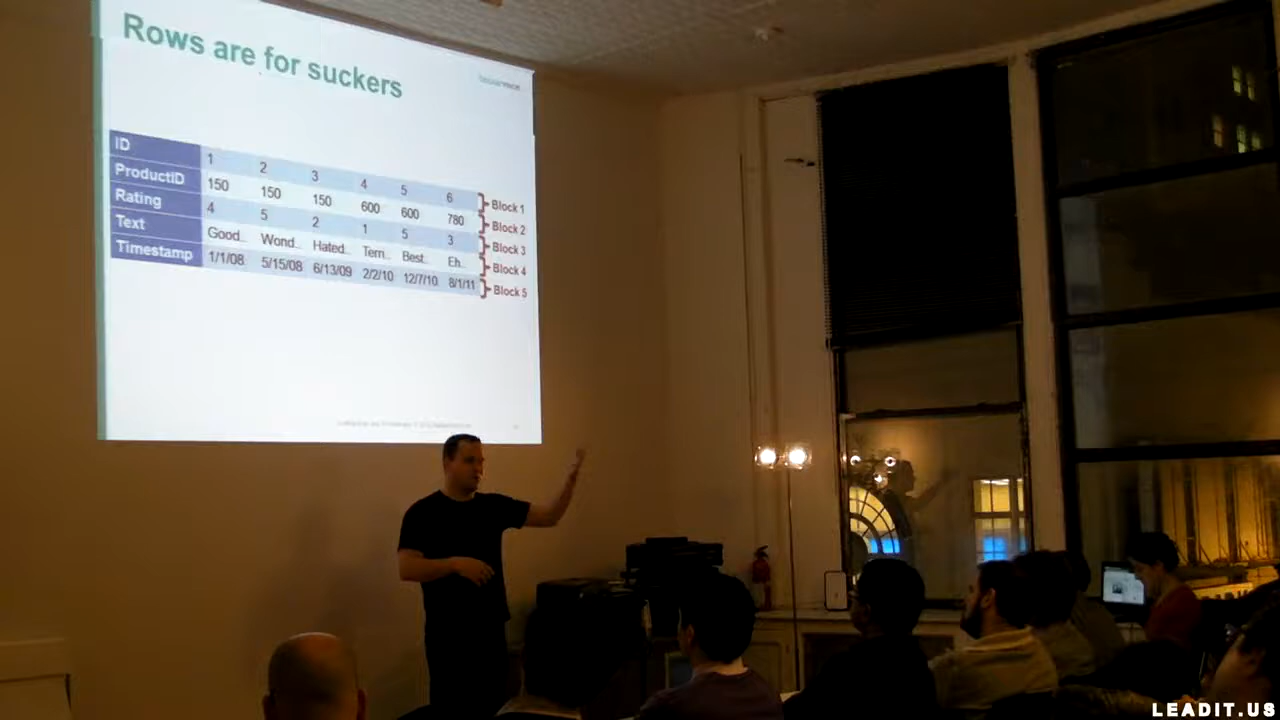 Rows are for suckers
ID 1 2 3 4 5 6 Block 1
ProductID 150 150 150 600 600 780 Block 2
Rating 4 5 2 1 5 3 Block 3
Text Good... Wond... Hated... Terri... Best... Eh... Block 4
Timestamp 1/1/08 5/15/08 6/13/09 2/2/10 12/7/10 8/1/11 Block 5
LEADIT.US